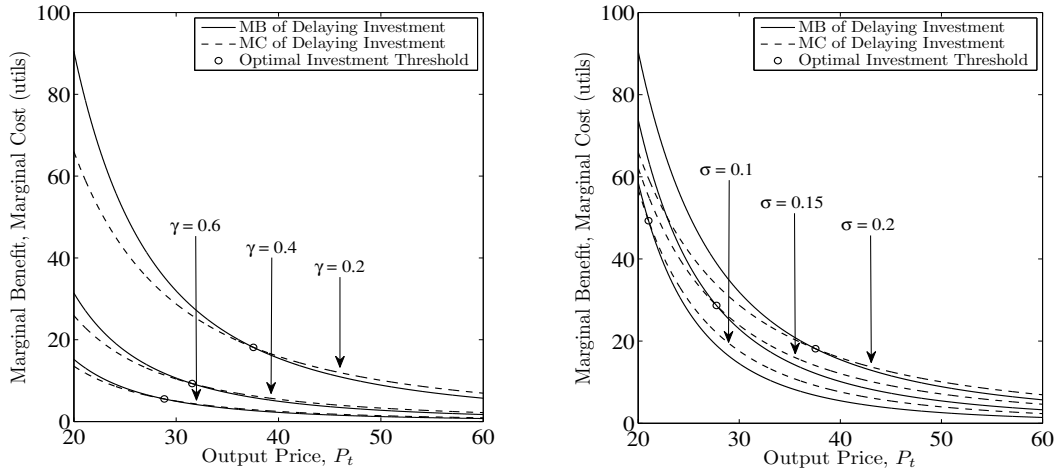 MB of Delaying Investment
MC of Delaying Investment
Optimal Investment Threshold
Marginal Benefit, Marginal Cost (utils)
100
80
60
40
20
0
γ = 0.6
γ = 0.4
γ = 0.2
20
30
40
50
60
Output Price, Pt
MB of Delaying Investment
MC of Delaying Investment
Optimal Investment Threshold
Marginal Benefit, Marginal Cost (utils)
100
80
60
40
20
0
σ = 0.1
σ = 0.15
σ = 0.2
20
30
40
50
60
Output Price, Pt